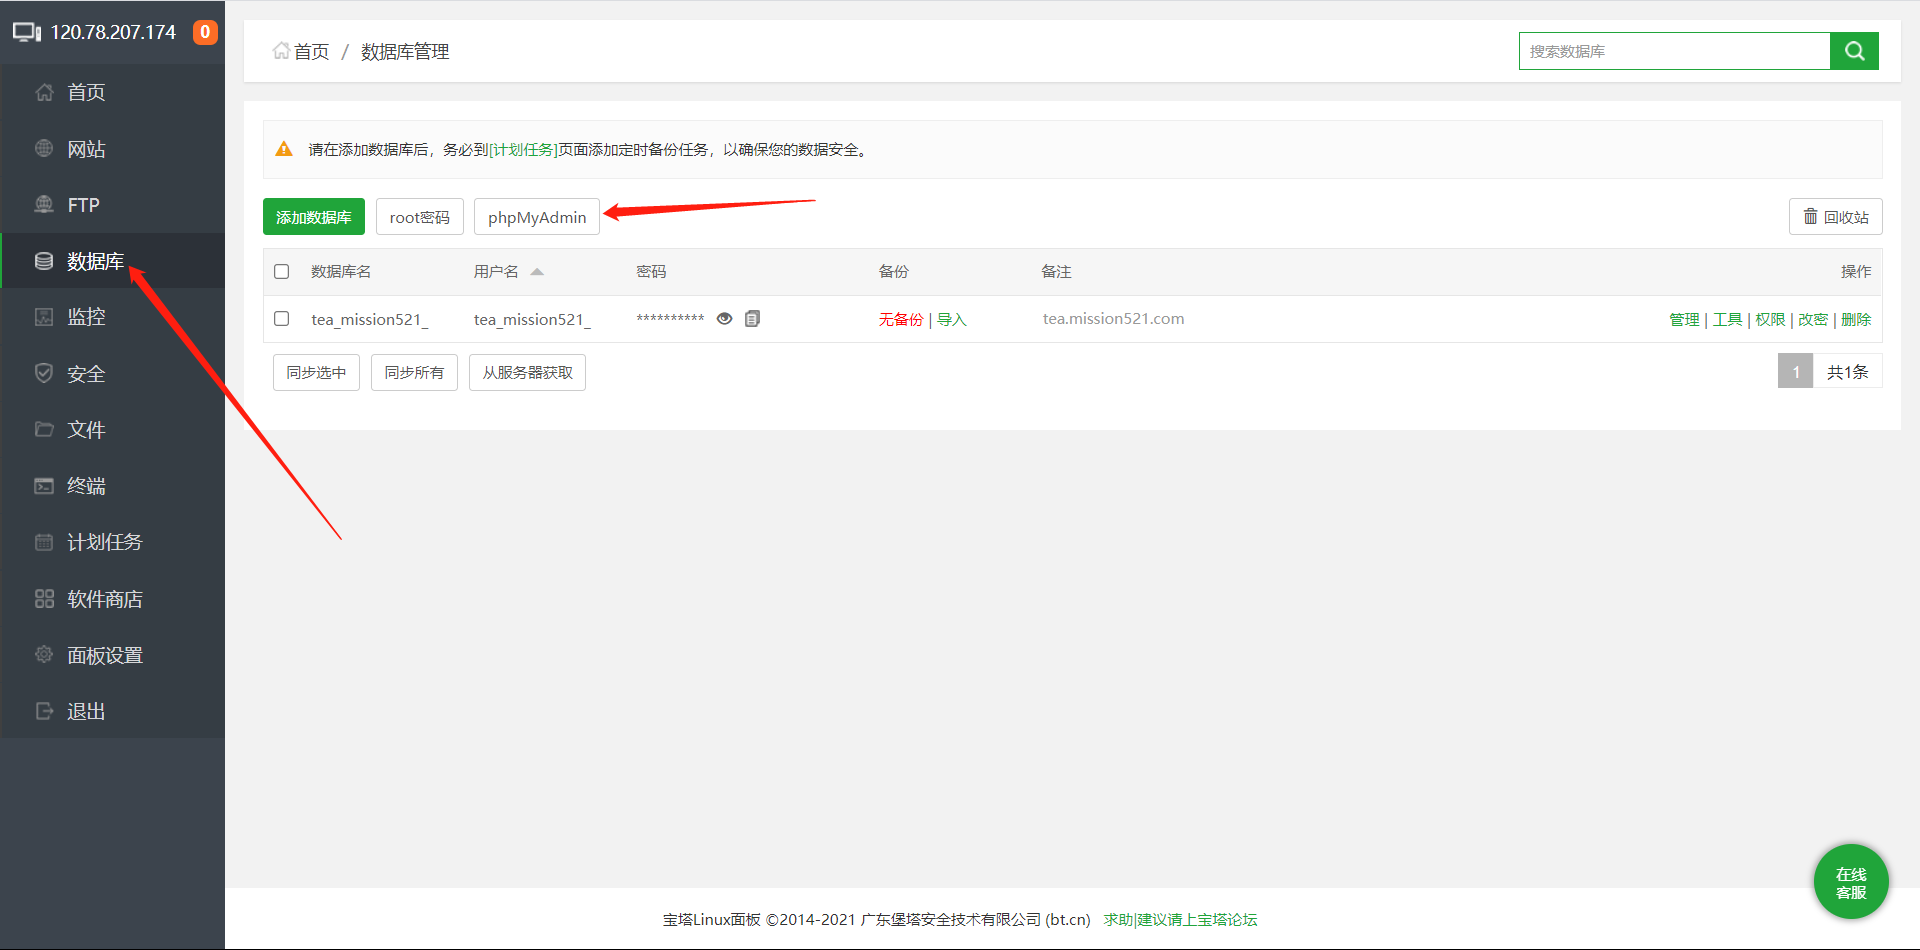 120.78.207.174 0
首页
网站
FTP
数据库
监控
安全
文件
终端
计划任务
软件商店
面板设置
退出
首页 / 数据库管理
搜索数据库
请在添加数据库后，务必到[计划任务]页面添加定时备份任务，以确保您的数据安全。
添加数据库 root密码 phpMyAdmin 回收站
数据库名 用户名 密码 备份 备注 操作
tea_mission521_ tea_mission521_ ********** 无备份 | 导入 tea.mission521.com 管理 | 工具 | 权限 | 改密 | 删除
同步选中 同步所有 从服务器获取 1 共1条
在线
客服
宝塔Linux面板 ©2014-2021 广东堡塔安全技术有限公司 (bt.cn) 求助|建议请上宝塔论坛